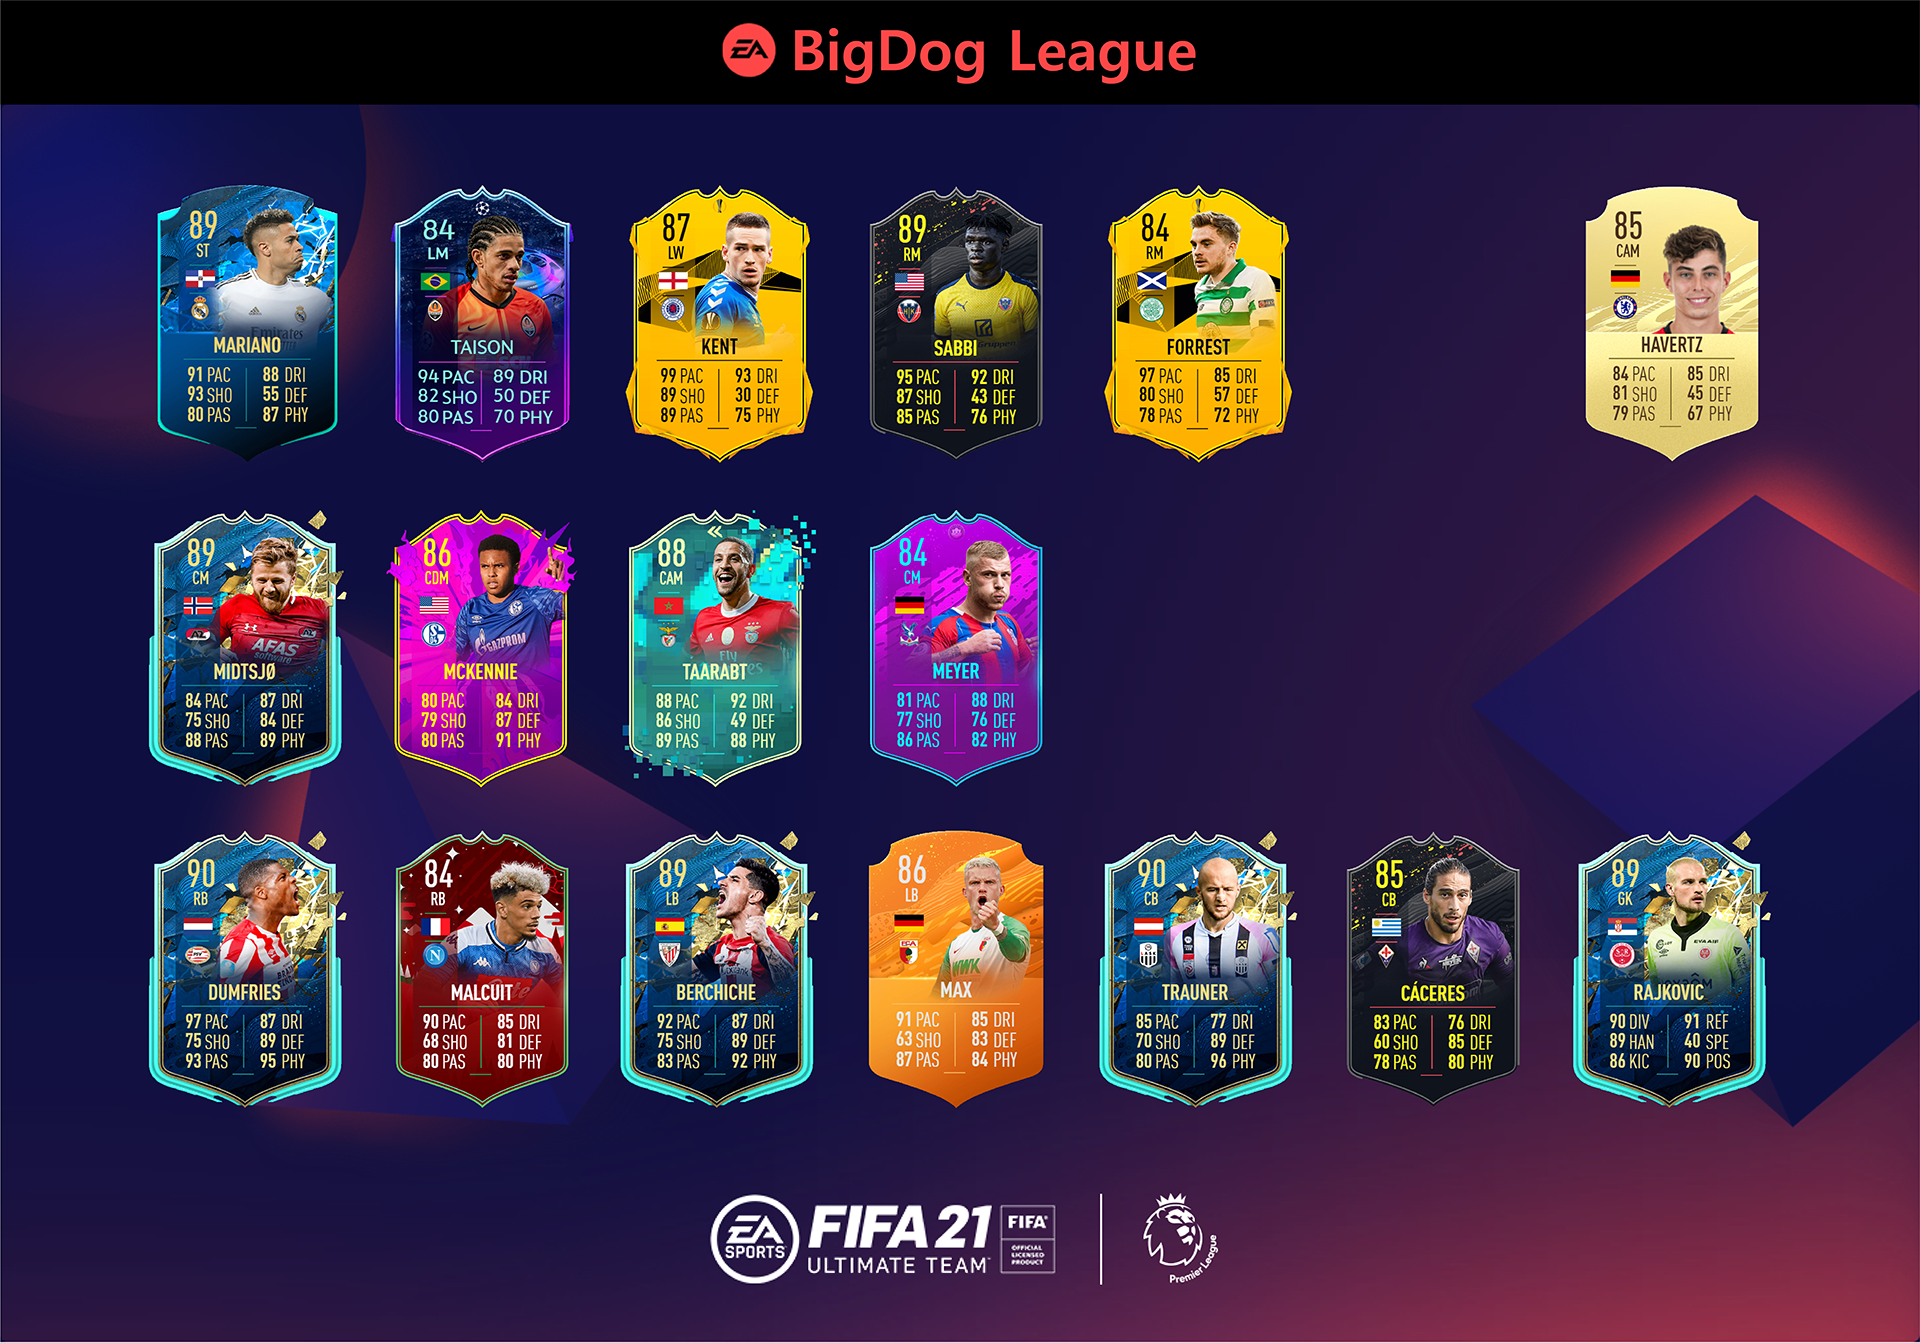 EA BigDog League
89
ST
Emirates
MARIANO
91 PAC 88 DRI
93 SHO 55 DEF
80 PAS 87 PHY
84
LM
TAISON
94 PAC 89 DRI
82 SHO 50 DEF
80 PAS 70 PHY
87
LW
KENT
99 PAC 93 DRI
89 SHO 30 DEF
89 PAS 75 PHY
89
RM
SABBI
95 PAC 92 DRI
87 SHO 43 DEF
85 PAS 76 PHY
84
RM
FORREST
97 PAC 85 DRI
80 SHO 57 DEF
78 PAS 72 PHY
85
CAM
HAVERTZ
84 PAC 85 DRI
81 SHO 45 DEF
79 PAS 67 PHY
89
CM
AFAS
software
MIDTSJØ
84 PAC 87 DRI
75 SHO 84 DEF
88 PAS 89 PHY
86
CDM
GAZPROM
MCKENNIE
80 PAC 84 DRI
79 SHO 87 DEF
80 PAS 91 PHY
88
CAM
TAARABT
88 PAC 92 DRI
86 SHO 49 DEF
89 PAS 88 PHY
84
CM
MEYER
81 PAC 88 DRI
77 SHO 76 DEF
86 PAS 82 PHY
90
RB
DUMFRIES
97 PAC 87 DRI
75 SHO 89 DEF
93 PAS 95 PHY
84
RB
MALCUIT
90 PAC 85 DRI
68 SHO 81 DEF
80 PAS 80 PHY
89
LB
BERCHICHE
92 PAC 87 DRI
75 SHO 89 DEF
83 PAS 92 PHY
86
LB
WWK
MAX
91 PAC 85 DRI
63 SHO 83 DEF
87 PAS 84 PHY
90
CB
TRAUNER
85 PAC 77 DRI
70 SHO 89 DEF
80 PAS 96 PHY
85
CB
CÁCERES
83 PAC 76 DRI
60 SHO 85 DEF
78 PAS 80 PHY
89
GK
RAJKOVIĆ
90 DIV 91 REF
89 HAN 40 SPE
86 KIC 90 POS
EA SPORTS FIFA 21
ULTIMATE TEAM
FIFA
OFFICIAL
LICENSED
PRODUCT
Premier League